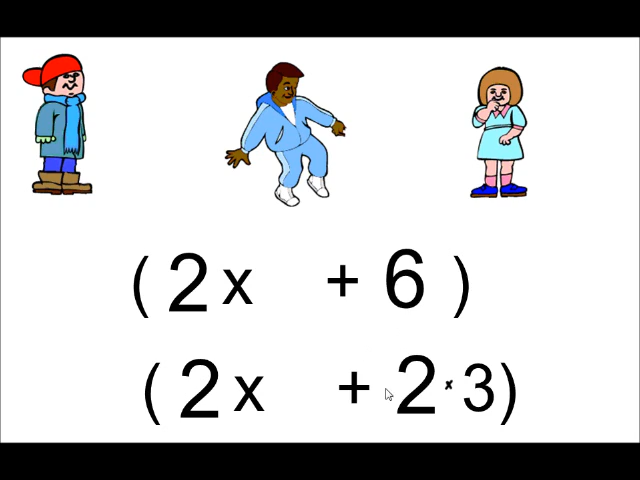 (2x + 6)
(2x + 2 × 3)